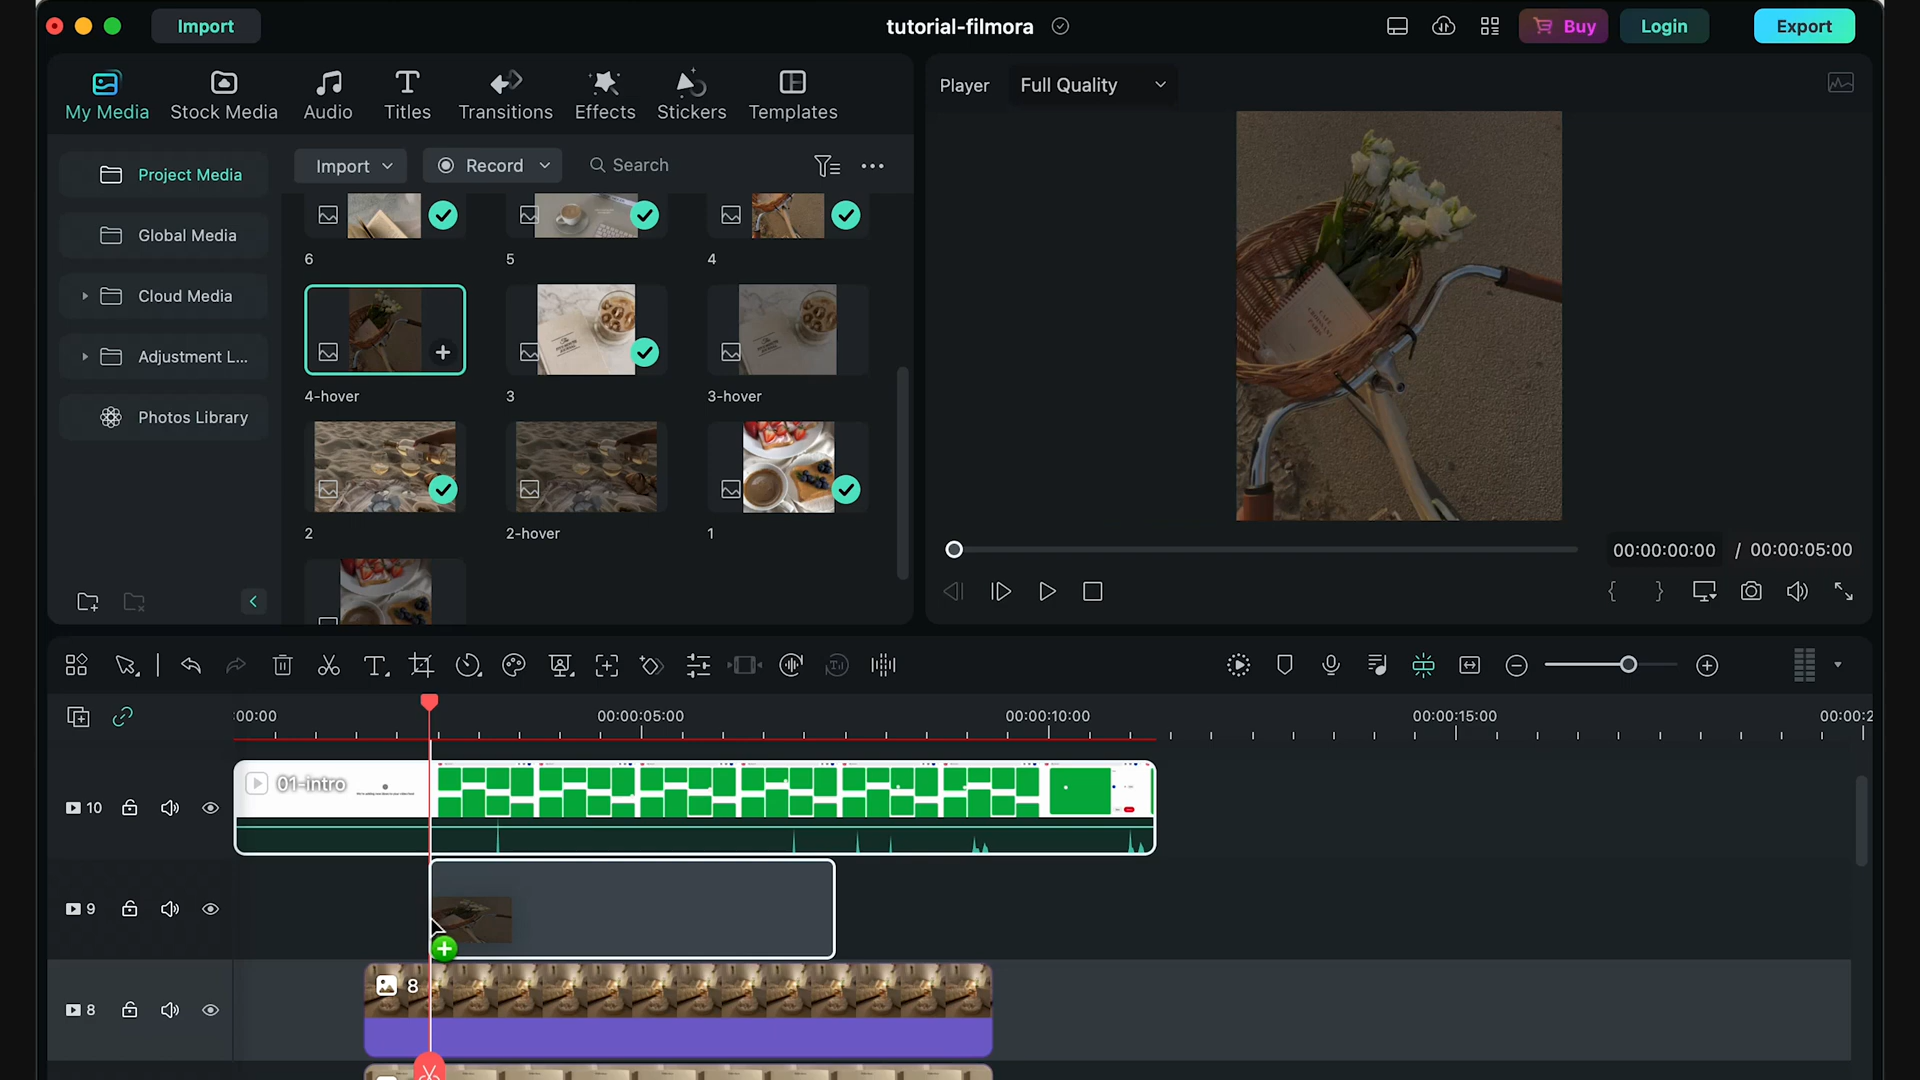 Import
tutorial-filmora
Buy
Login
Export
My Media
Stock Media
Audio
Titles
Transitions
Effects
Stickers
Templates
Player
Full Quality
Import
Record
Search
Project Media
Global Media
Cloud Media
Adjustment L...
Photos Library
6
5
4
4-hover
3
3-hover
2
2-hover
1
00:00:00:00
/ 00:00:05:00
:00:00
00:00:05:00
00:00:10:00
00:00:15:00
00:00:2
10
01-intro
9
8
8